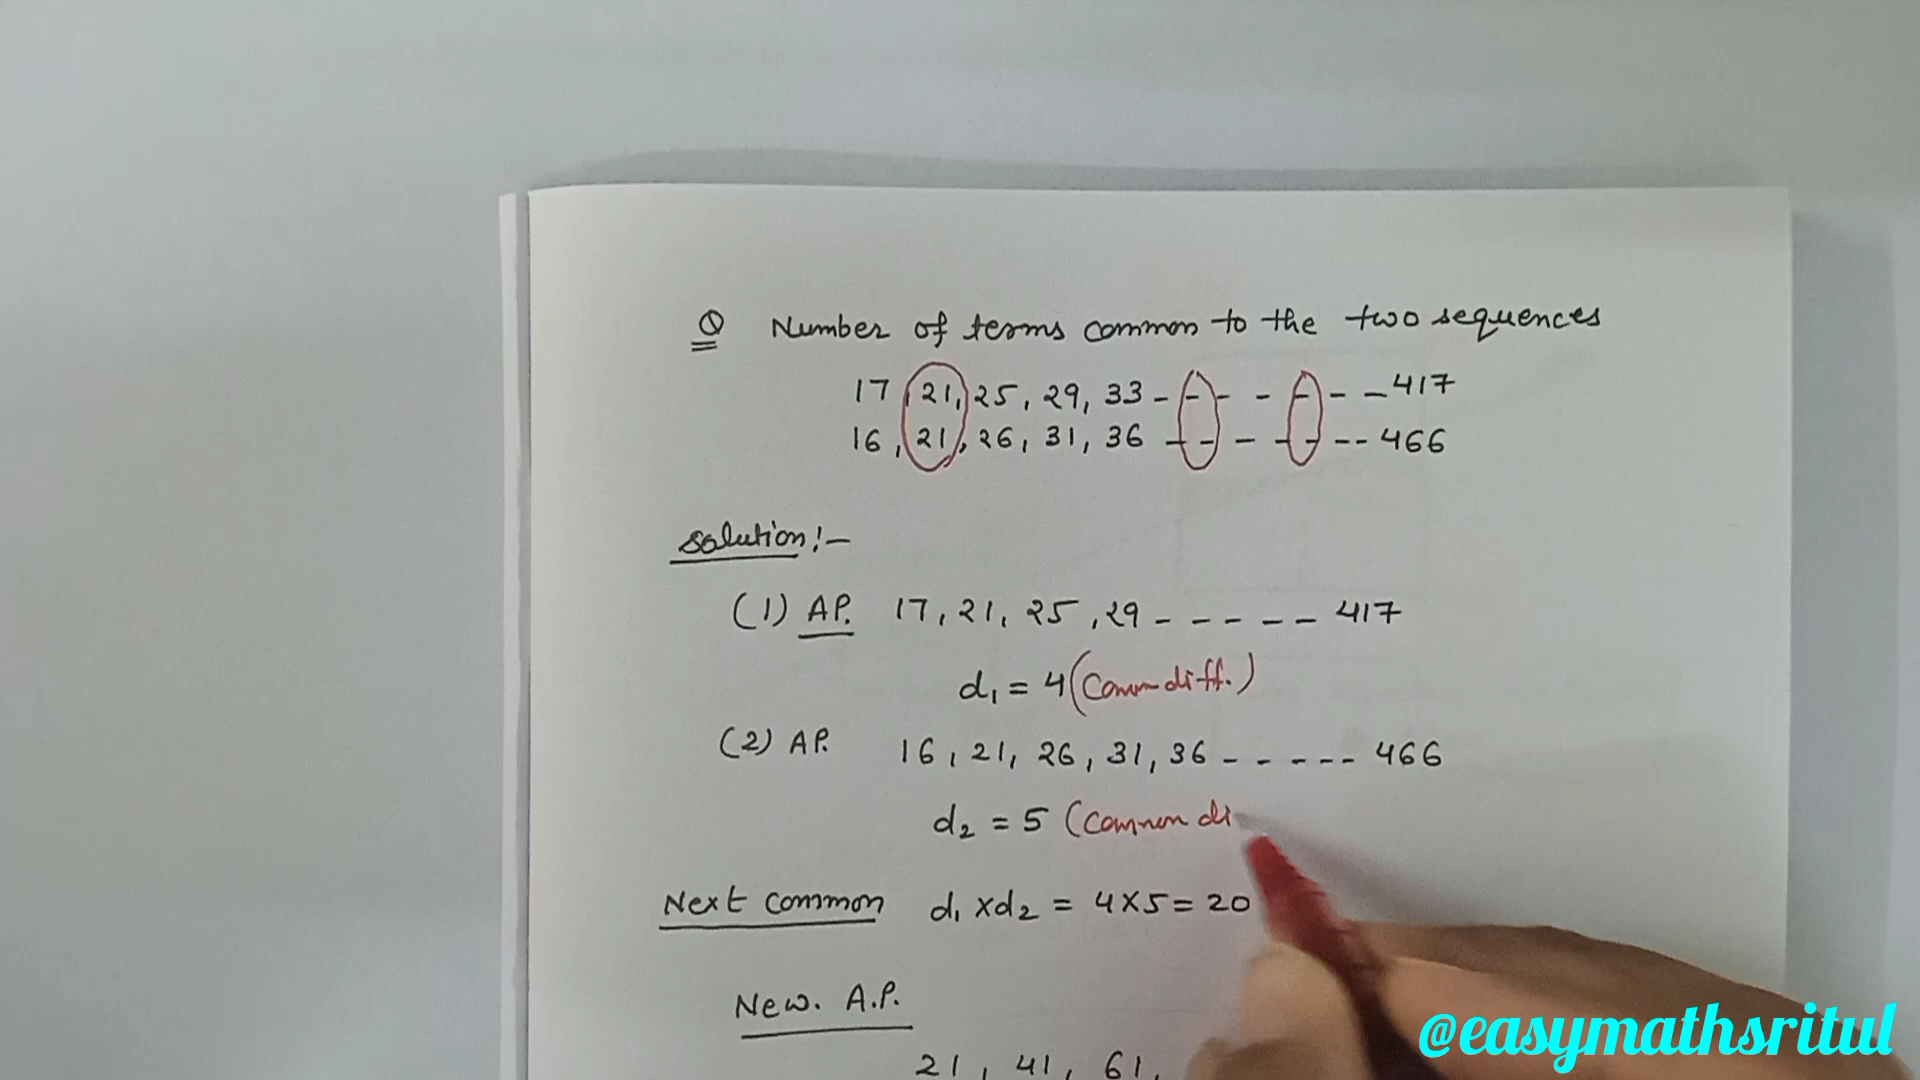 Q Number of terms common to the two sequences
17, 21, 25, 29, 33 - - - - - - 417
16, 21, 26, 31, 36 - - - - - - - 466
Solution:-
(1) A.P. 17, 21, 25, 29 - - - - - 417
d₁ = 4 (Comm diff.)
(2) A.P. 16, 21, 26, 31, 36 - - - - - 466
d₂ = 5 (Common di
Next common d₁ x d₂ = 4 x 5 = 20
New. A.P.
21, 41, 61,
@easymathsritul